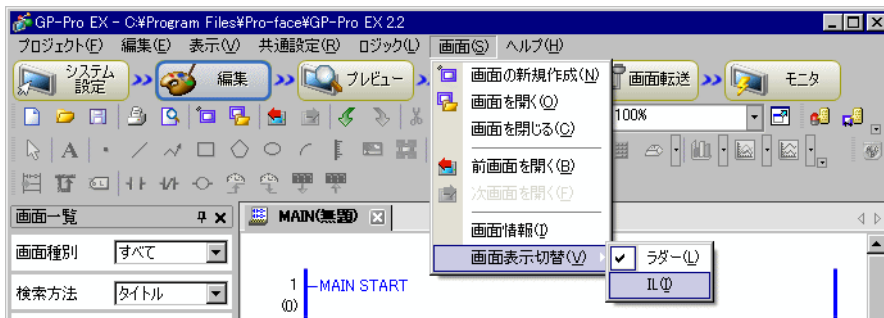 GP-Pro EX - C:¥Program Files¥Pro-face¥GP-Pro EX 2.2
プロジェクト(F) 編集(E) 表示(V) 共通設定(R) ロジック(L) 画面(S) ヘルプ(H)
システム設定 編集 プレビュー 画面転送 モニタ
画面の新規作成(N)
画面を開く(O)
画面を閉じる(C)
前画面を開く(B)
次画面を開く(F)
画面情報(I)
画面表示切替(V)
ラダー(L)
IL(I)
100%
画面一覧
MAIN(無題)
画面種別 すべて
検索方法 タイトル
1 MAIN START
(0)